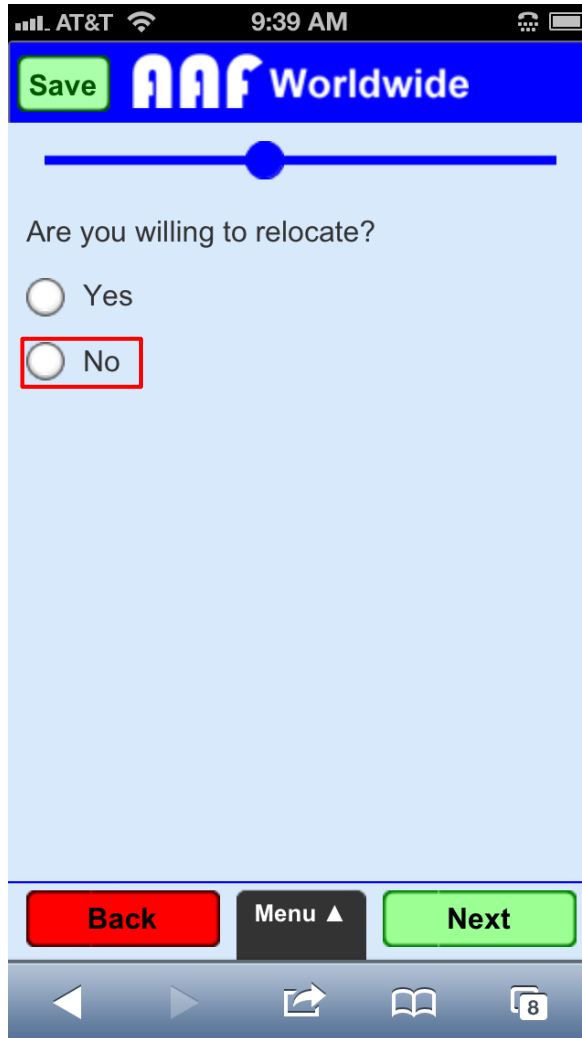 AT&T 9:39 AM
Save AAF Worldwide
Are you willing to relocate?
Yes
No
Back Menu ▲ Next
8